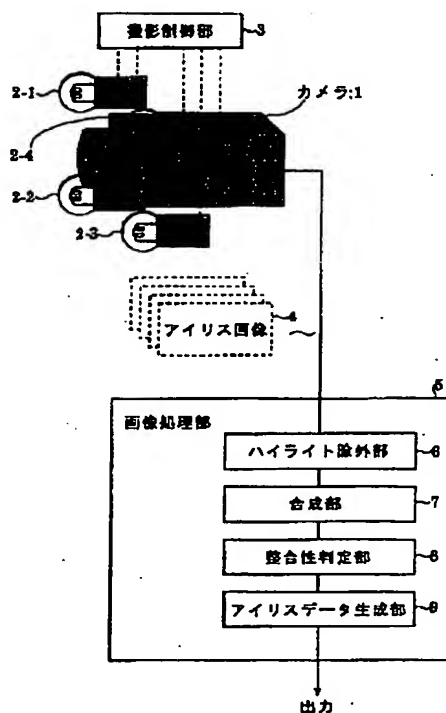 撮影制御部
3
2-1
カメラ:1
2-4
2-2
2-3
4
アイリス画像
5
画像処理部
ハイライト除外部
6
合成部
7
整合性判定部
8
アイリスデータ生成部
9
出力